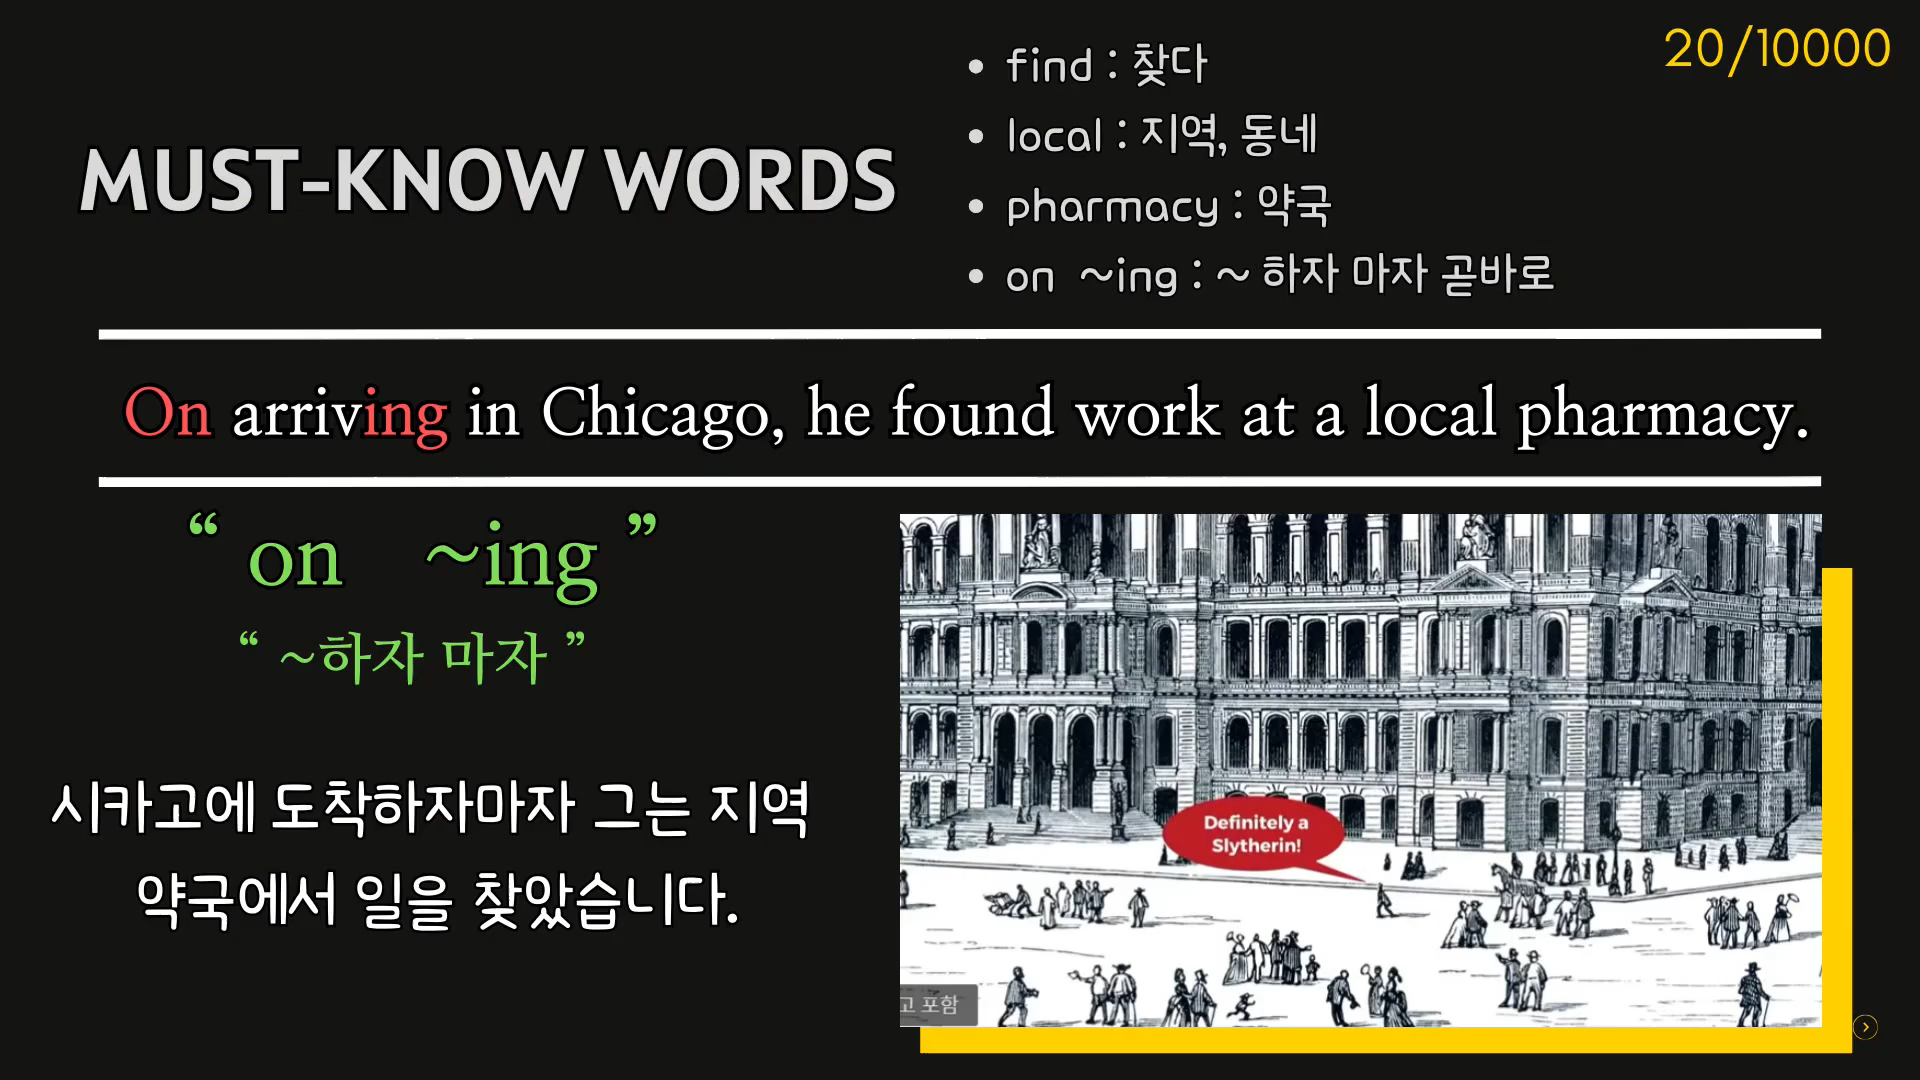 20/10000
MUST-KNOW WORDS
• find : 찾다
• local : 지역, 동네
• pharmacy : 약국
• on ~ing : ~ 하자 마자 곧바로
On arriving in Chicago, he found work at a local pharmacy.
“ on ~ing ”
“ ~하자 마자 ”
시카고에 도착하자마자 그는 지역
약국에서 일을 찾았습니다.
Definitely a
Slytherin!
고 포함